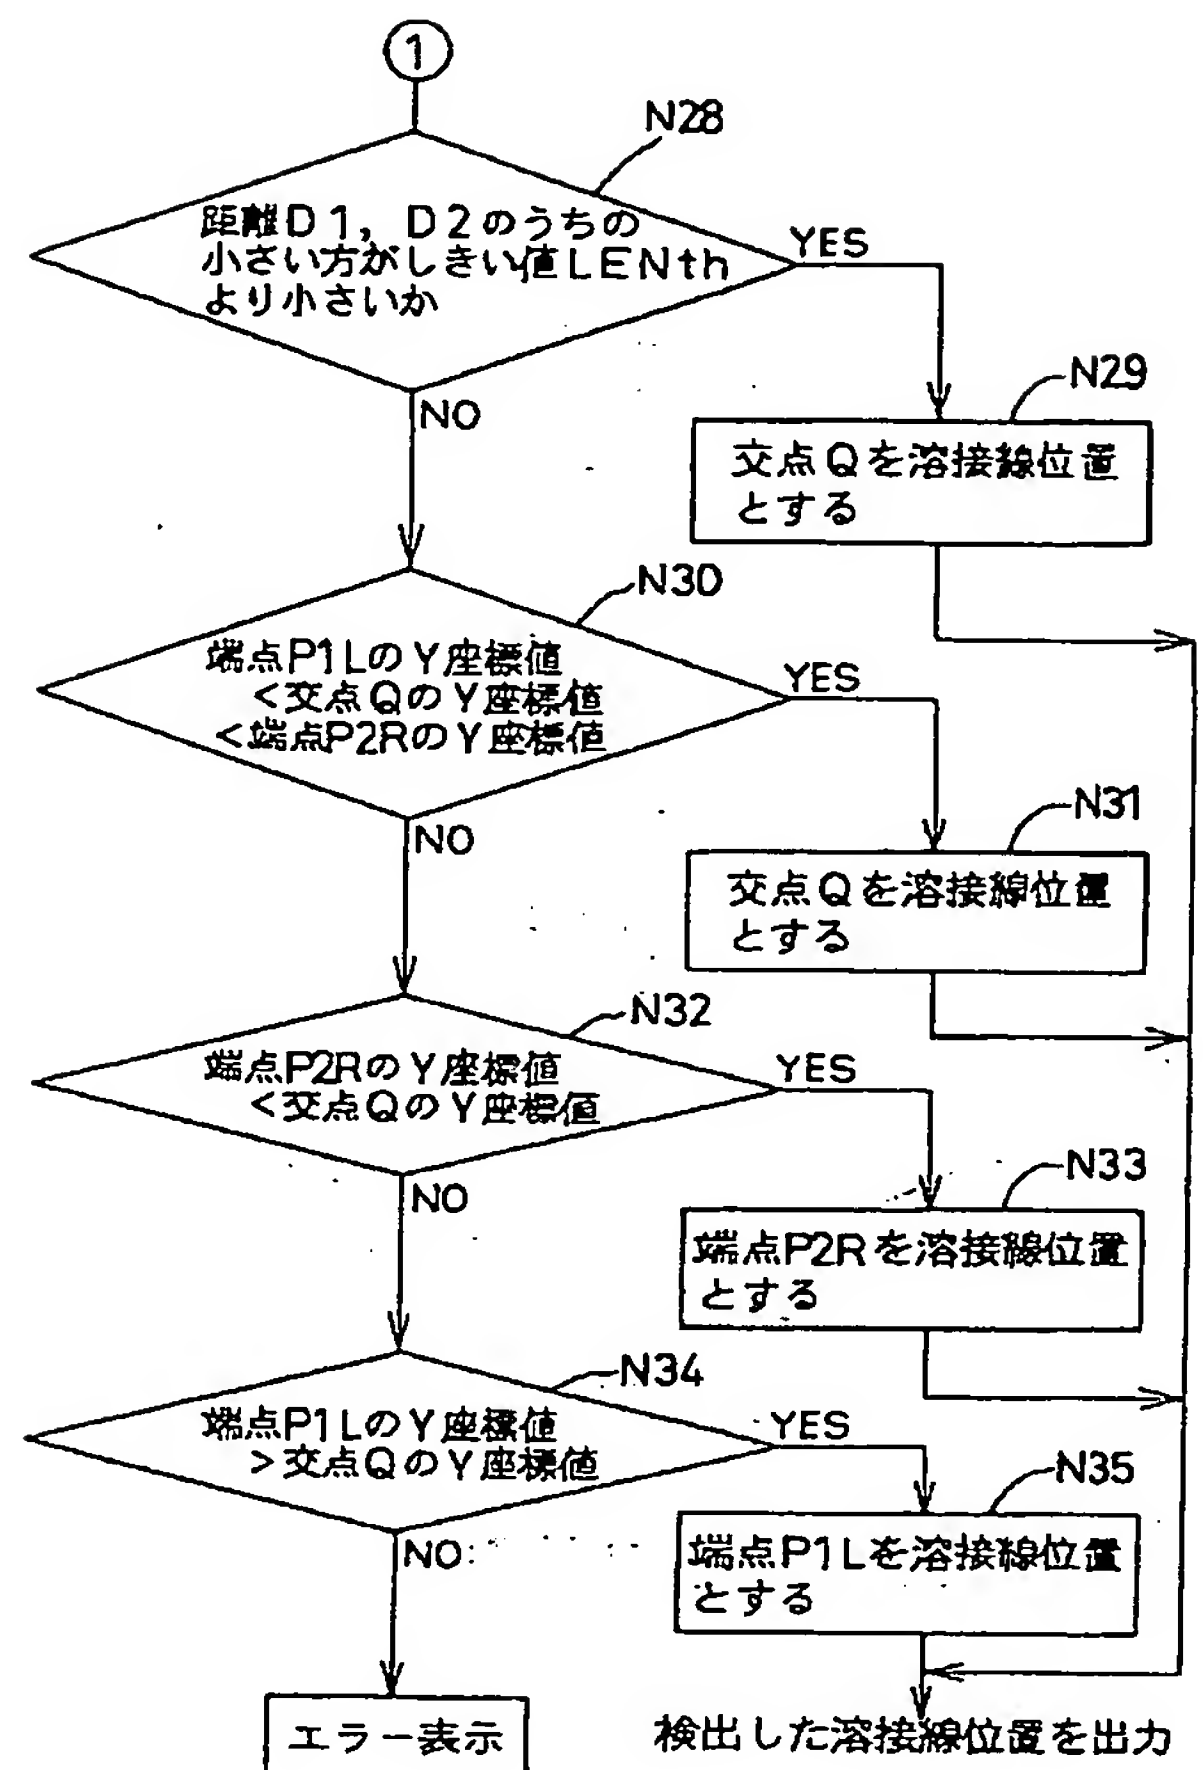 1
N28
距離D1，D2のうちの
小さい方がしきい値LENth
より小さいか
YES
NO
N29
交点Qを溶接線位置
とする
N30
端点P1LのY座標値
<交点QのY座標値
<端点P2RのY座標値
YES
NO
N31
交点Qを溶接線位置
とする
N32
端点P2RのY座標値
<交点QのY座標値
YES
NO
N33
端点P2Rを溶接線位置
とする
N34
端点P1LのY座標値
>交点QのY座標値
YES
NO
N35
端点P1Lを溶接線位置
とする
エラー表示
検出した溶接線位置を出力